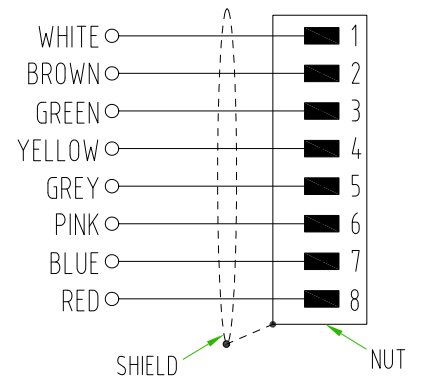 WHITE 1
BROWN 2
GREEN 3
YELLOW 4
GREY 5
PINK 6
BLUE 7
RED 8
SHIELD
NUT